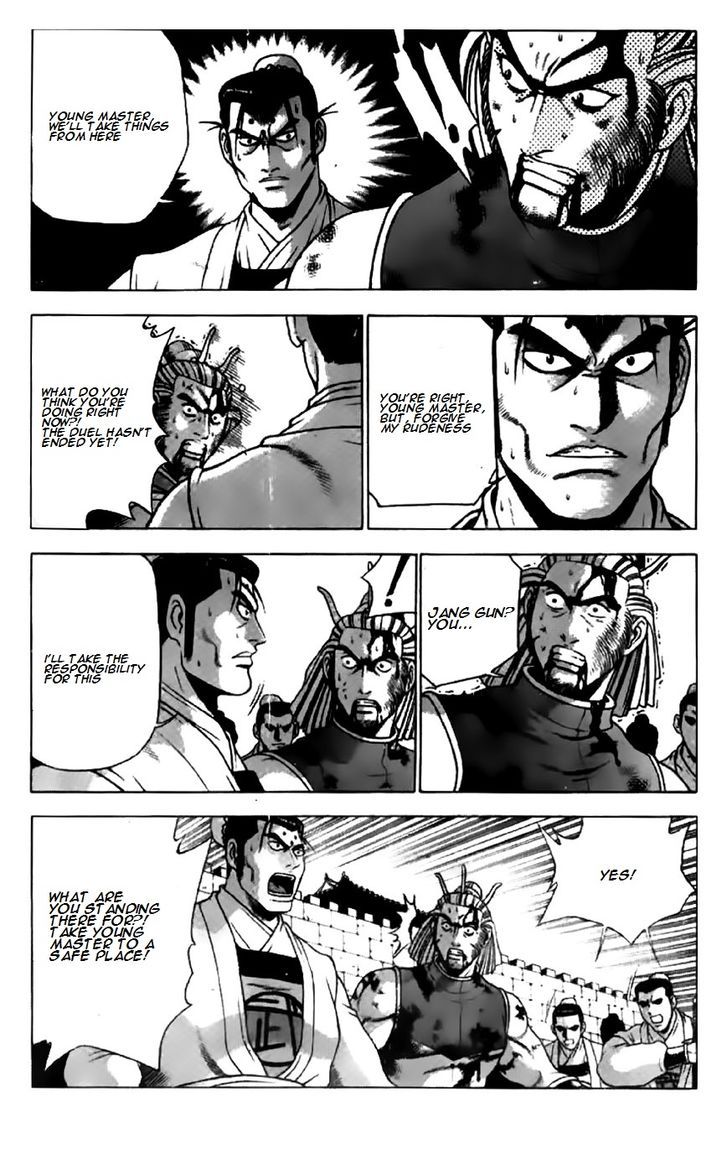 YOUNG MASTER,
WE'LL TAKE THINGS
FROM HERE
WHAT DO YOU
THINK YOU'RE
DOING RIGHT
NOW?!
THE DUEL HASN'T
ENDED YET!
YOU'RE RIGHT,
YOUNG MASTER,
BUT, FORGIVE
MY RUDENESS
I'LL TAKE THE
RESPONSIBILITY
FOR THIS
!
JANG GUN?
YOU...
WHAT ARE
YOU STANDING
THERE FOR?!
TAKE YOUNG
MASTER TO A
SAFE PLACE!
YES!